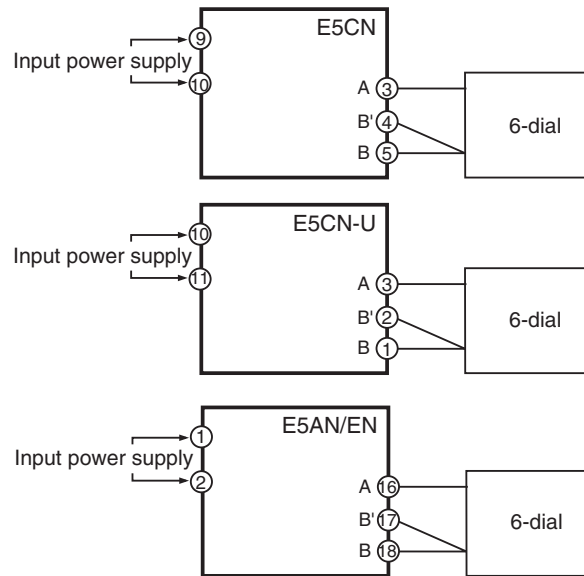 E5CN
9
Input power supply
10
A 3
B' 4
B 5
6-dial
E5CN-U
10
Input power supply
11
A 3
B' 2
B 1
6-dial
E5AN/EN
1
Input power supply
2
A 16
B' 17
B 18
6-dial